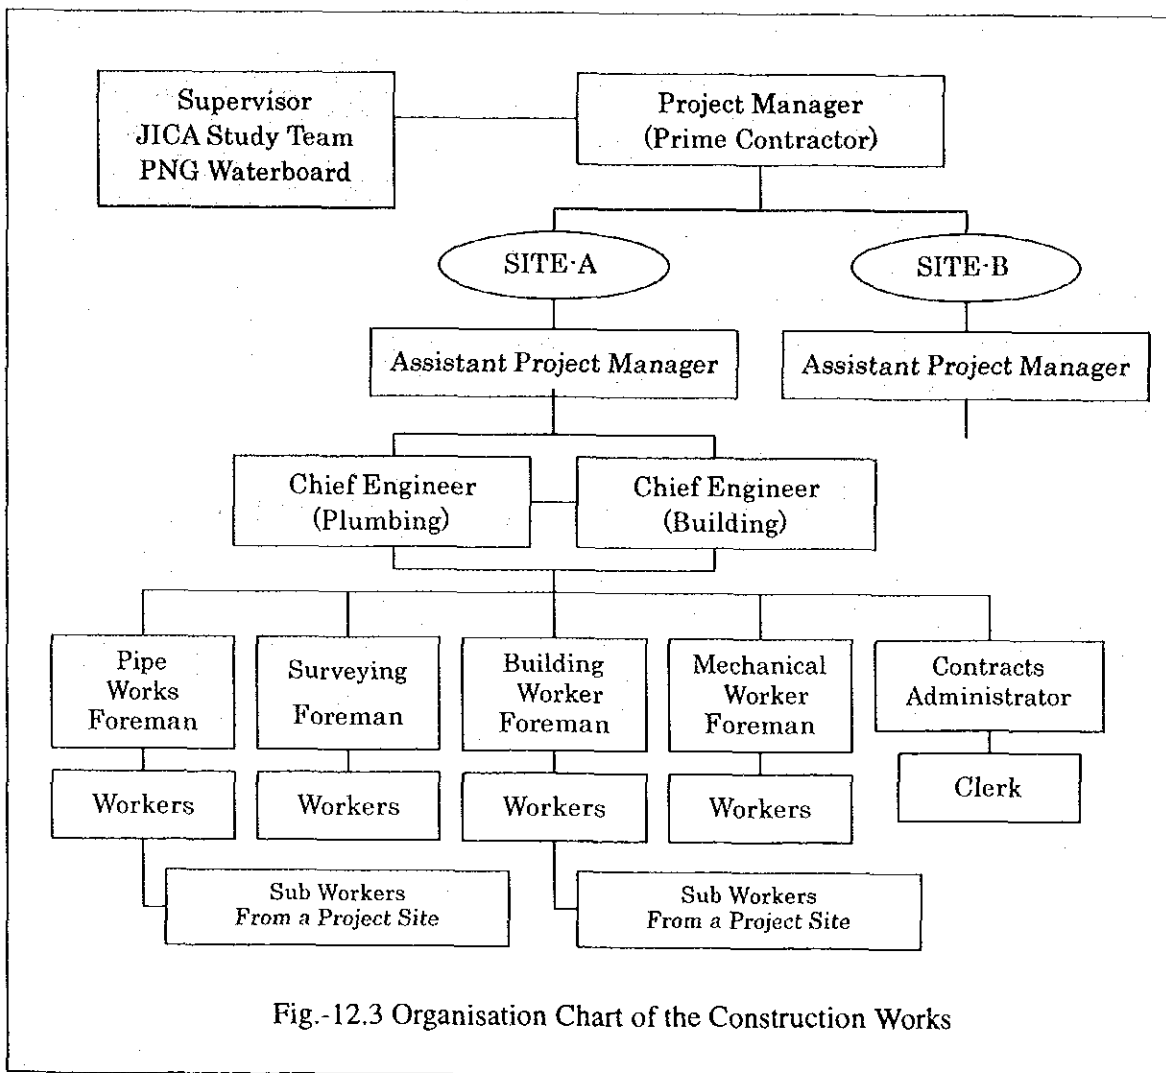 Supervisor
JICA Study Team
PNG Waterboard
Project Manager
(Prime Contractor)
SITE-A
SITE-B
Assistant Project Manager
Assistant Project Manager
Chief Engineer
(Plumbing)
Chief Engineer
(Building)
Pipe
Works
Foreman
Surveying
Foreman
Building
Worker
Foreman
Mechanical
Worker
Foreman
Contracts
Administrator
Workers
Workers
Workers
Workers
Clerk
Sub Workers
From a Project Site
Sub Workers
From a Project Site
Fig.-12.3 Organisation Chart of the Construction Works